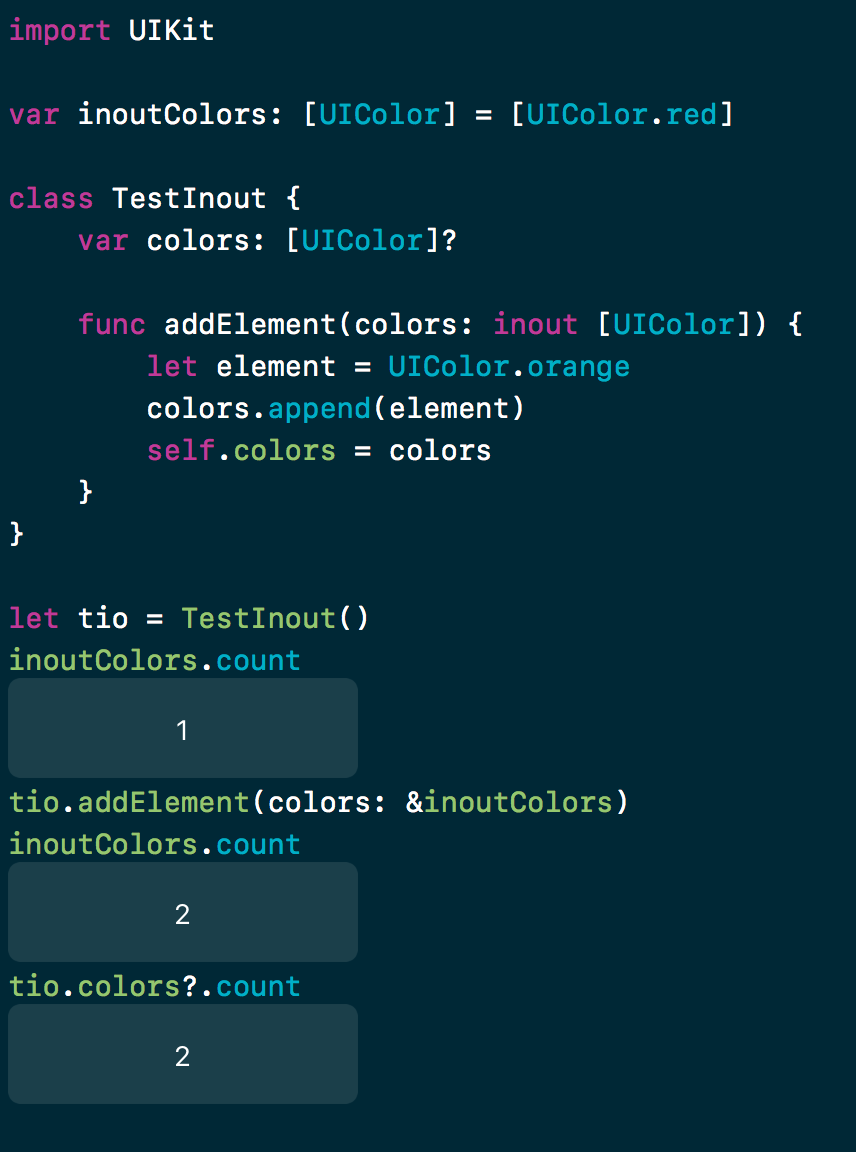 import UIKit
var inoutColors: [UIColor] = [UIColor.red]
class TestInout {
var colors: [UIColor]?
func addElement(colors: inout [UIColor]) {
let element = UIColor.orange
colors.append(element)
self.colors = colors
}
}
let tio = TestInout()
inoutColors.count
1
tio.addElement(colors: &inoutColors)
inoutColors.count
2
tio.colors?.count
2